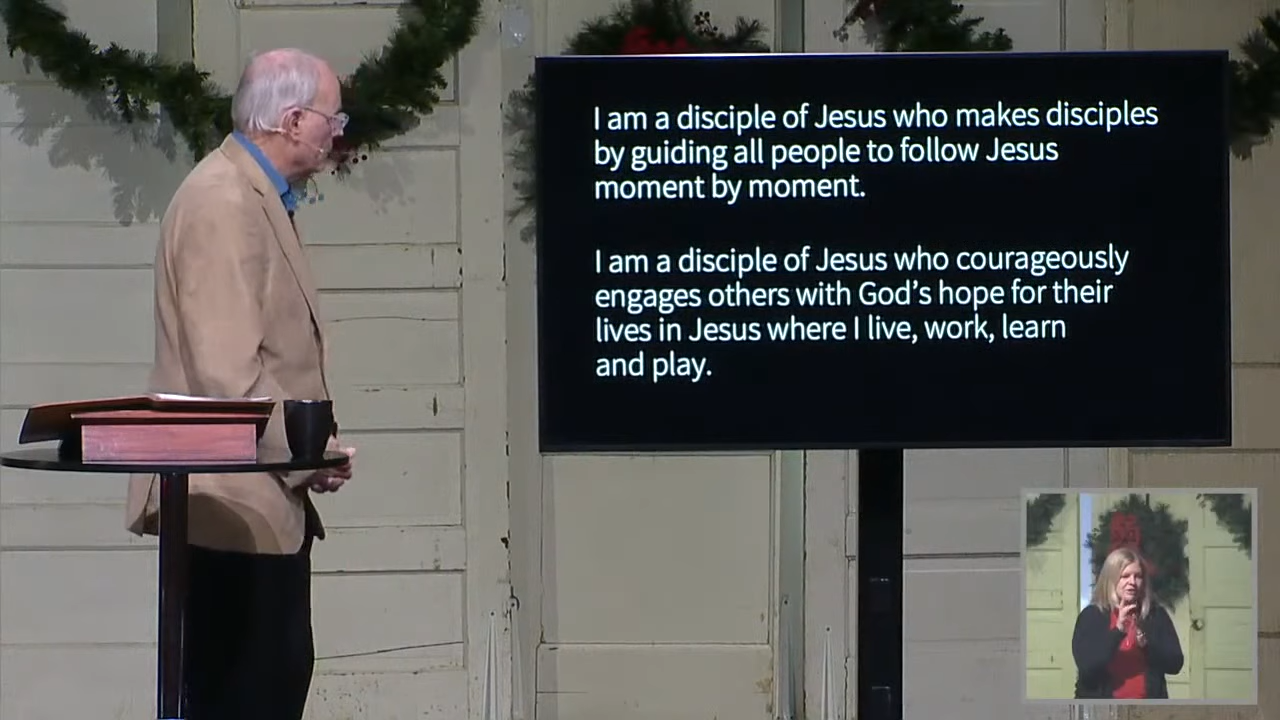 I am a disciple of Jesus who makes disciples
by guiding all people to follow Jesus
moment by moment.
I am a disciple of Jesus who courageously
engages others with God's hope for their
lives in Jesus where I live, work, learn
and play.